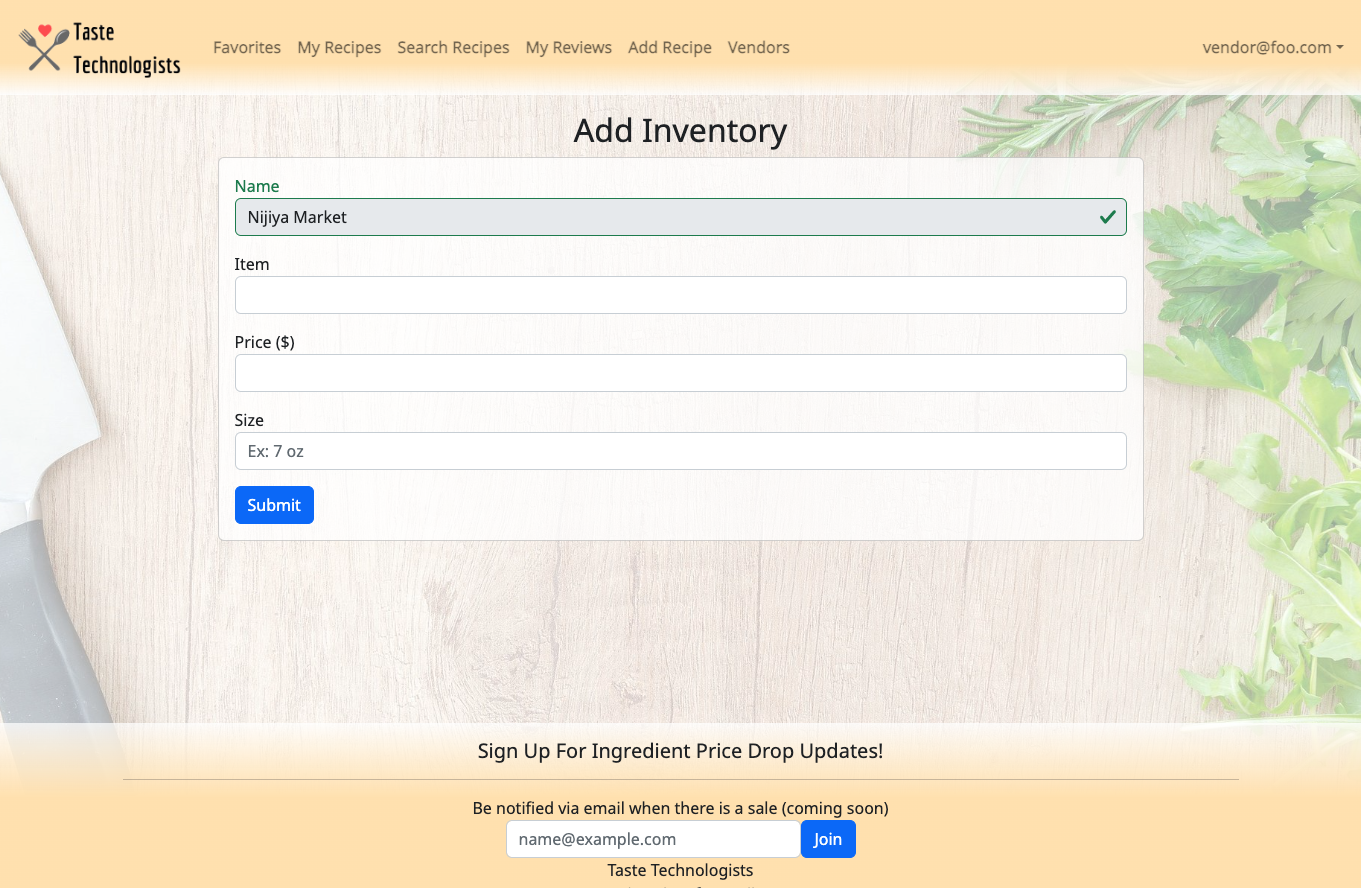 Taste
Technologists
Favorites My Recipes Search Recipes My Reviews Add Recipe Vendors vendor@foo.com
Add Inventory
Name
Nijiya Market
Item
Price ($)
Size
Ex: 7 oz
Submit
Sign Up For Ingredient Price Drop Updates!
Be notified via email when there is a sale (coming soon)
name@example.com Join
Taste Technologists